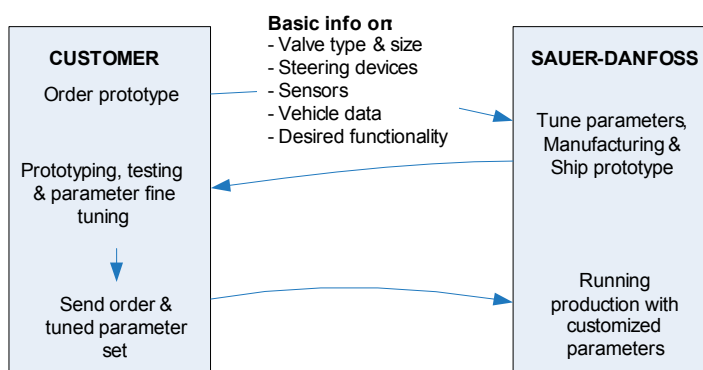 Basic info on:
- Valve type & size
- Steering devices
- Sensors
- Vehicle data
- Desired functionality
CUSTOMER
Order prototype
Prototyping, testing
& parameter fine
tuning
Send order &
tuned parameter
set
SAUER-DANFOSS
Tune parameters,
Manufacturing &
Ship prototype
Running
production with
customized
parameters